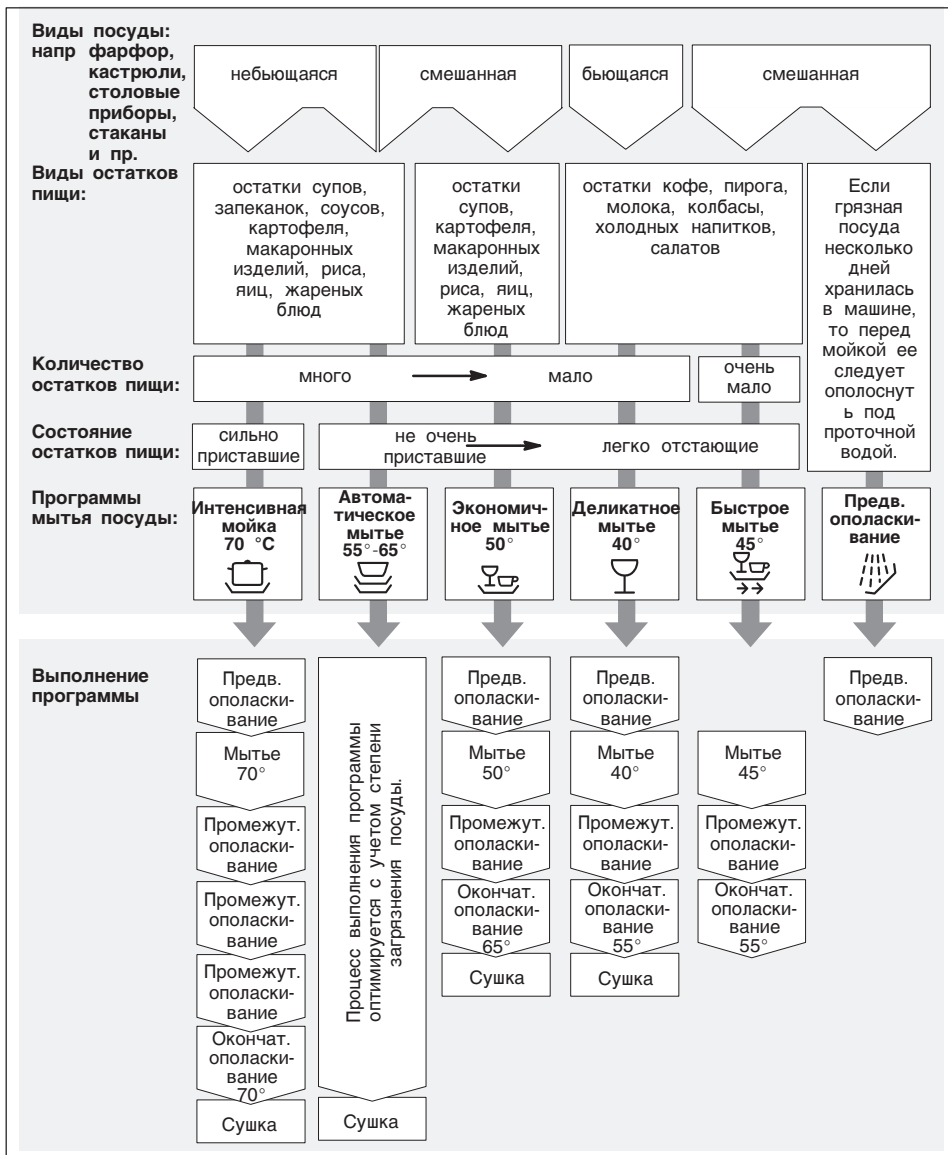 Виды посуды:
напр фарфор,
кастрюли,
столовые
приборы,
стаканы
и пр.
небьющаяся
смешанная
бьющаяся
смешанная
Виды остатков
пищи:
остатки супов,
запеканок, соусов,
картофеля,
макаронных
изделий, риса,
яиц, жареных
блюд
остатки
супов,
картофеля,
макаронных
изделий,
риса, яиц,
жареных
блюд
остатки кофе, пирога,
молока, колбасы,
холодных напитков,
салатов
Если
грязная
посуда
несколько
дней
хранилась
в машине,
то перед
мойкой ее
следует
ополоснут
ь под
проточной
водой.
Количество
остатков пищи:
много
мало
очень
мало
Состояние
остатков пищи:
сильно
приставшие
не очень
приставшие
легко отстающие
Программы
мытья посуды:
Интенсивная
мойка
70 °C
Автома-
тическое
мытье
55°-65°
Экономич-
ное мытье
50°
Деликатное
мытье
40°
Быстрое
мытье
45°
Предв.
ополаски-
вание
Выполнение
программы
Предв.
ополаски-
вание
Мытье
70°
Промежут.
ополаски-
вание
Промежут.
ополаски-
вание
Промежут.
ополаски-
вание
Окончат.
ополаски-
вание
70°
Сушка
Процесс выполнения программы
оптимируется с учетом степени
загрязнения посуды.
Сушка
Предв.
ополаски-
вание
Мытье
50°
Промежут.
ополаски-
вание
Окончат.
ополаски-
вание
65°
Сушка
Предв.
ополаски-
вание
Мытье
40°
Промежут.
ополаски-
вание
Окончат.
ополаски-
вание
55°
Сушка
Мытье
45°
Промежут.
ополаски-
вание
Окончат.
ополаски-
вание
55°
Предв.
ополаски-
вание